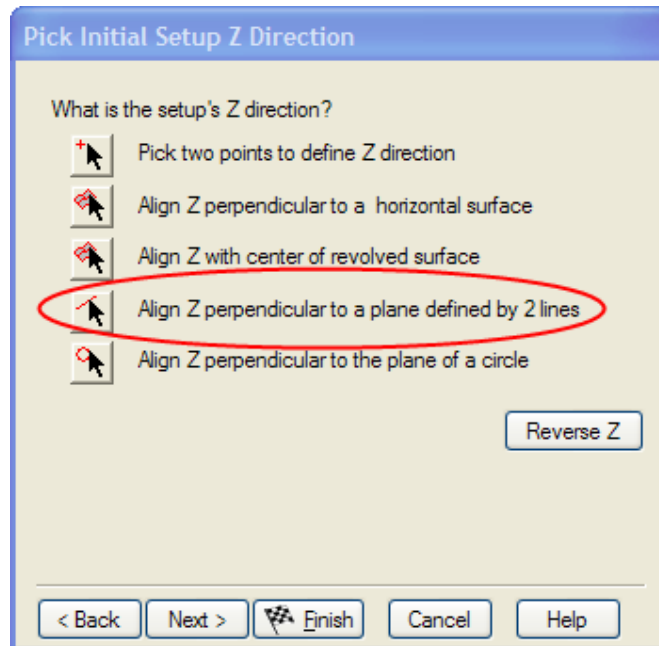 Pick Initial Setup Z Direction
What is the setup's Z direction?
Pick two points to define Z direction
Align Z perpendicular to a horizontal surface
Align Z with center of revolved surface
Align Z perpendicular to a plane defined by 2 lines
Align Z perpendicular to the plane of a circle
Reverse Z
< Back Next > Finish Cancel Help